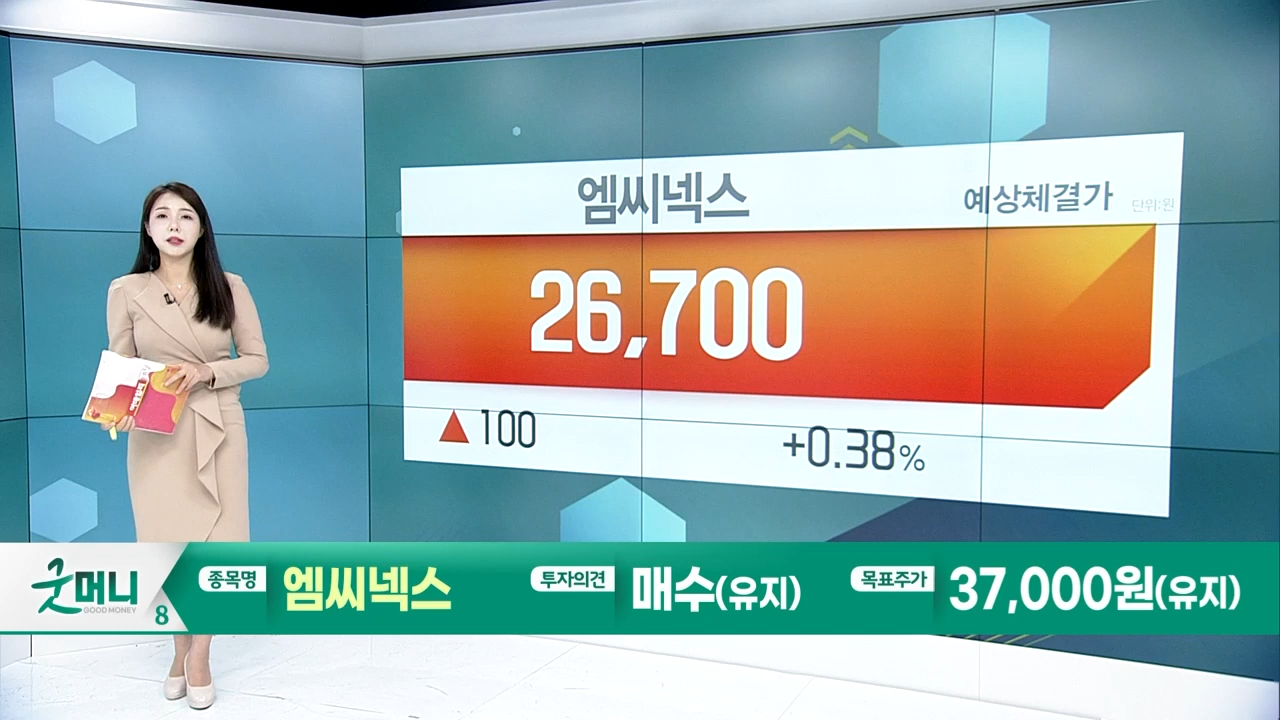 엠씨넥스
예상체결가 단위:원
26,700
▲100 +0.38%
굿머니
GOOD MONEY
8
종목명 엠씨넥스 투자의견 매수(유지) 목표주가 37,000원(유지)